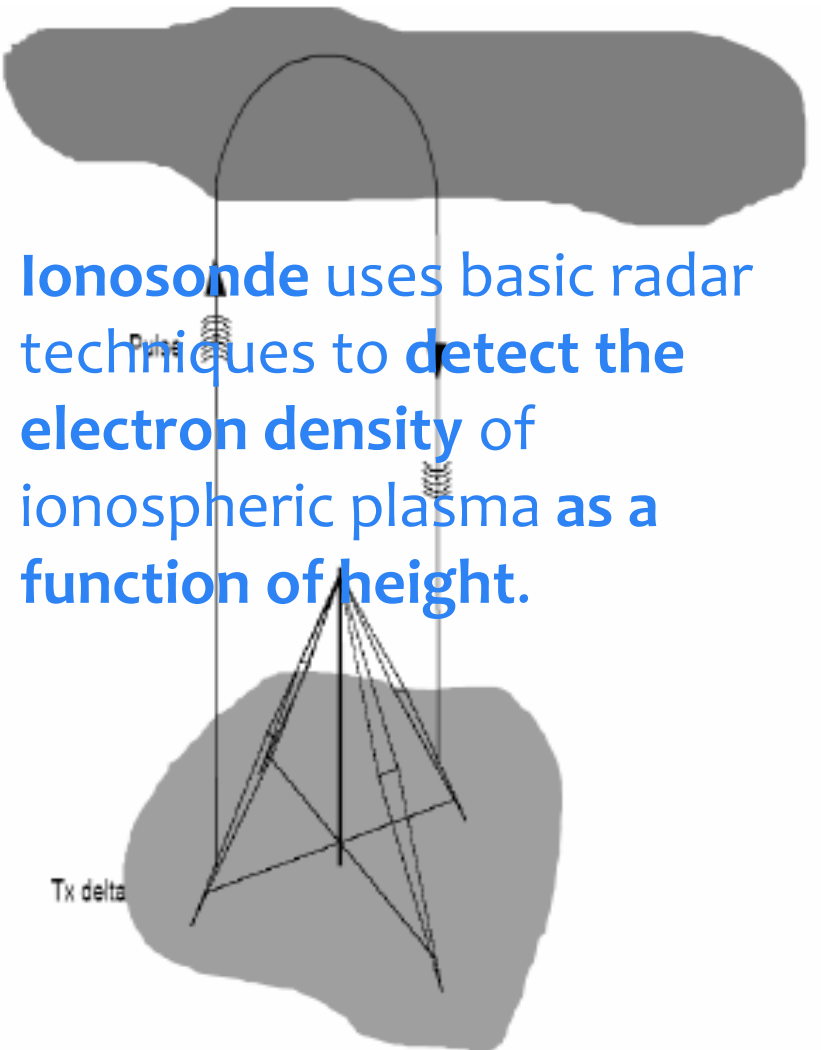 Ionosonde uses basic radar
Pulse
techniques to detect the
electron density of
ionospheric plasma as a
function of height.
Tx delta